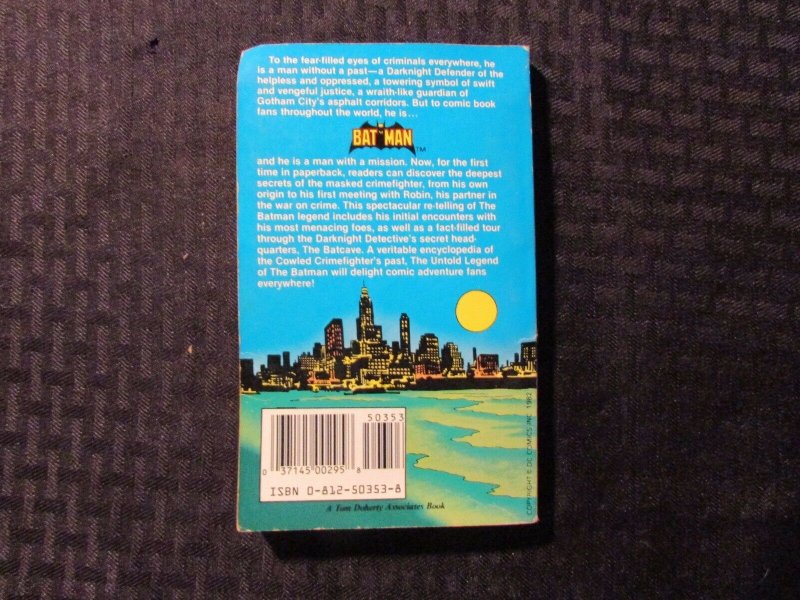 To the fear-filled eyes of criminals everywhere, he
is a man without a past—a Darknight Defender of the
helpless and oppressed, a towering symbol of swift
and vengeful justice, a wraith-like guardian of
Gotham City's asphalt corridors. But to comic book
fans throughout the world, he is...
BATMAN TM
and he is a man with a mission. Now, for the first
time in paperback, readers can discover the deepest
secrets of the masked crimefighter, from his own
origin to his first meeting with Robin, his partner in
the war on crime. This spectacular re-telling of The
Batman legend includes his initial encounters with
his most menacing foes, as well as a fact-filled tour
through the Darknight Detective's secret head-
quarters, The Batcave. A veritable encyclopedia of
the Cowled Crimefighter's past, The Untold Legend
of The Batman will delight comic adventure fans
everywhere!
50353
0 37145 00295 8
ISBN 0-812-50353-8
A Tom Doherty Associates Book
COPYRIGHT © DC COMICS INC. 1982